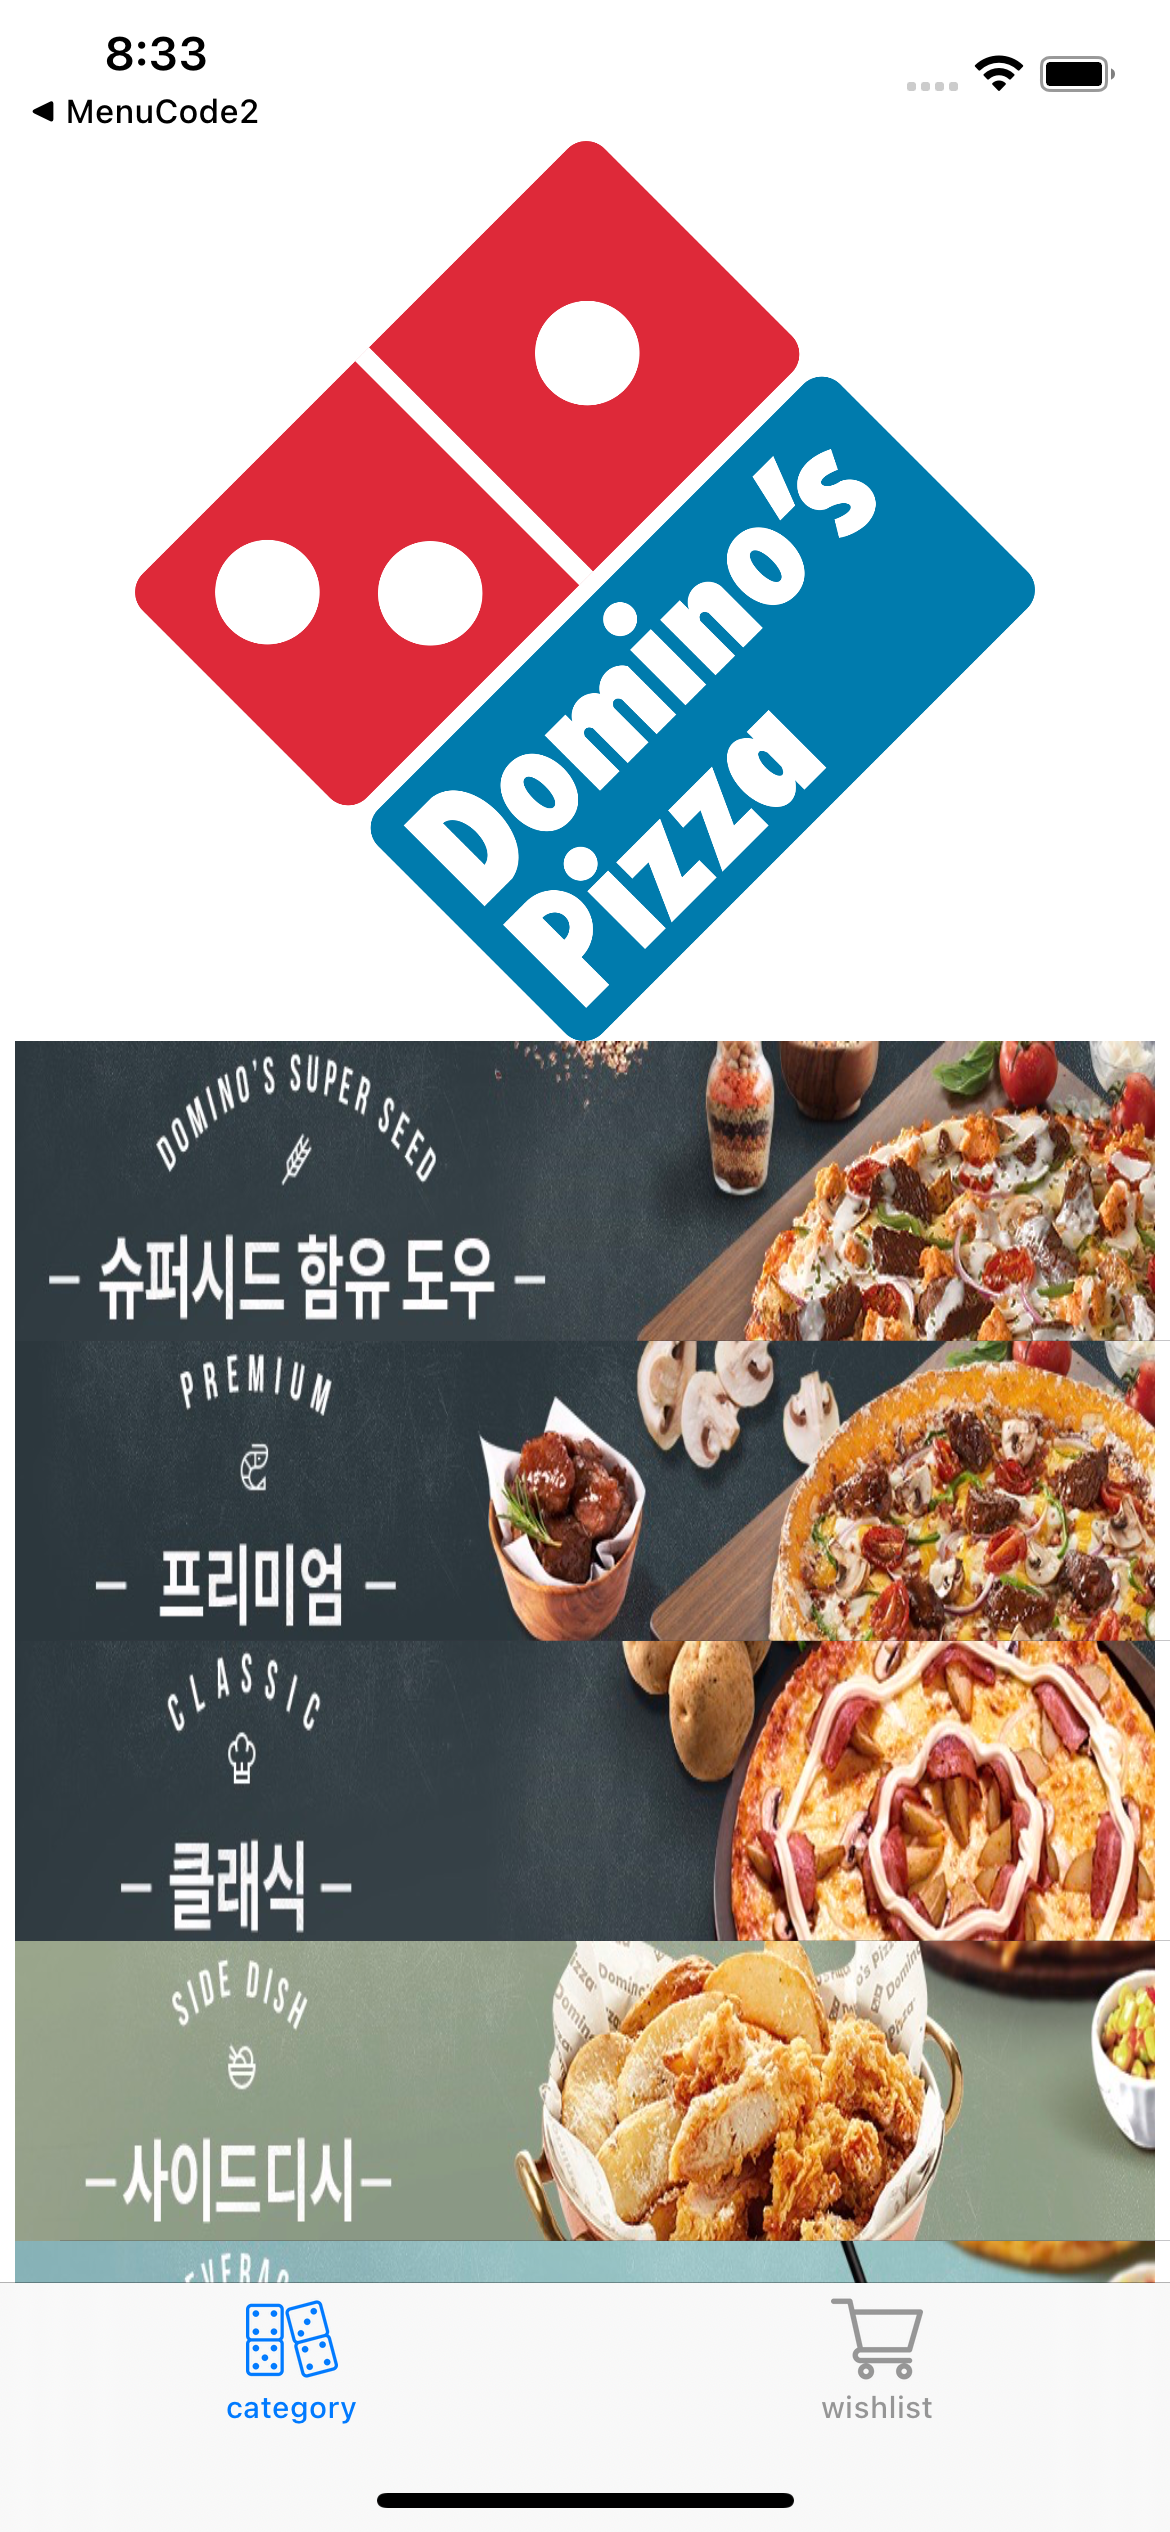 8:33
◀ MenuCode2
Domino's
Pizza
DOMINO'S SUPER SEED
- 슈퍼시드 함유 도우 -
PREMIUM
- 프리미엄 -
CLASSIC
- 클래식 -
SIDE DISH
- 사이드디시 -
category
wishlist